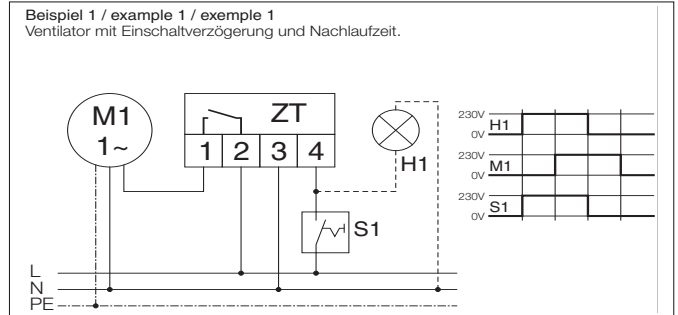 Beispiel 1 / example 1 / exemple 1
Ventilator mit Einschaltverzögerung und Nachlaufzeit.
M1
1~
ZT
1 2 3 4
H1
S1
L
N
PE
230V
H1
0V
230V
M1
0V
230V
S1
0V